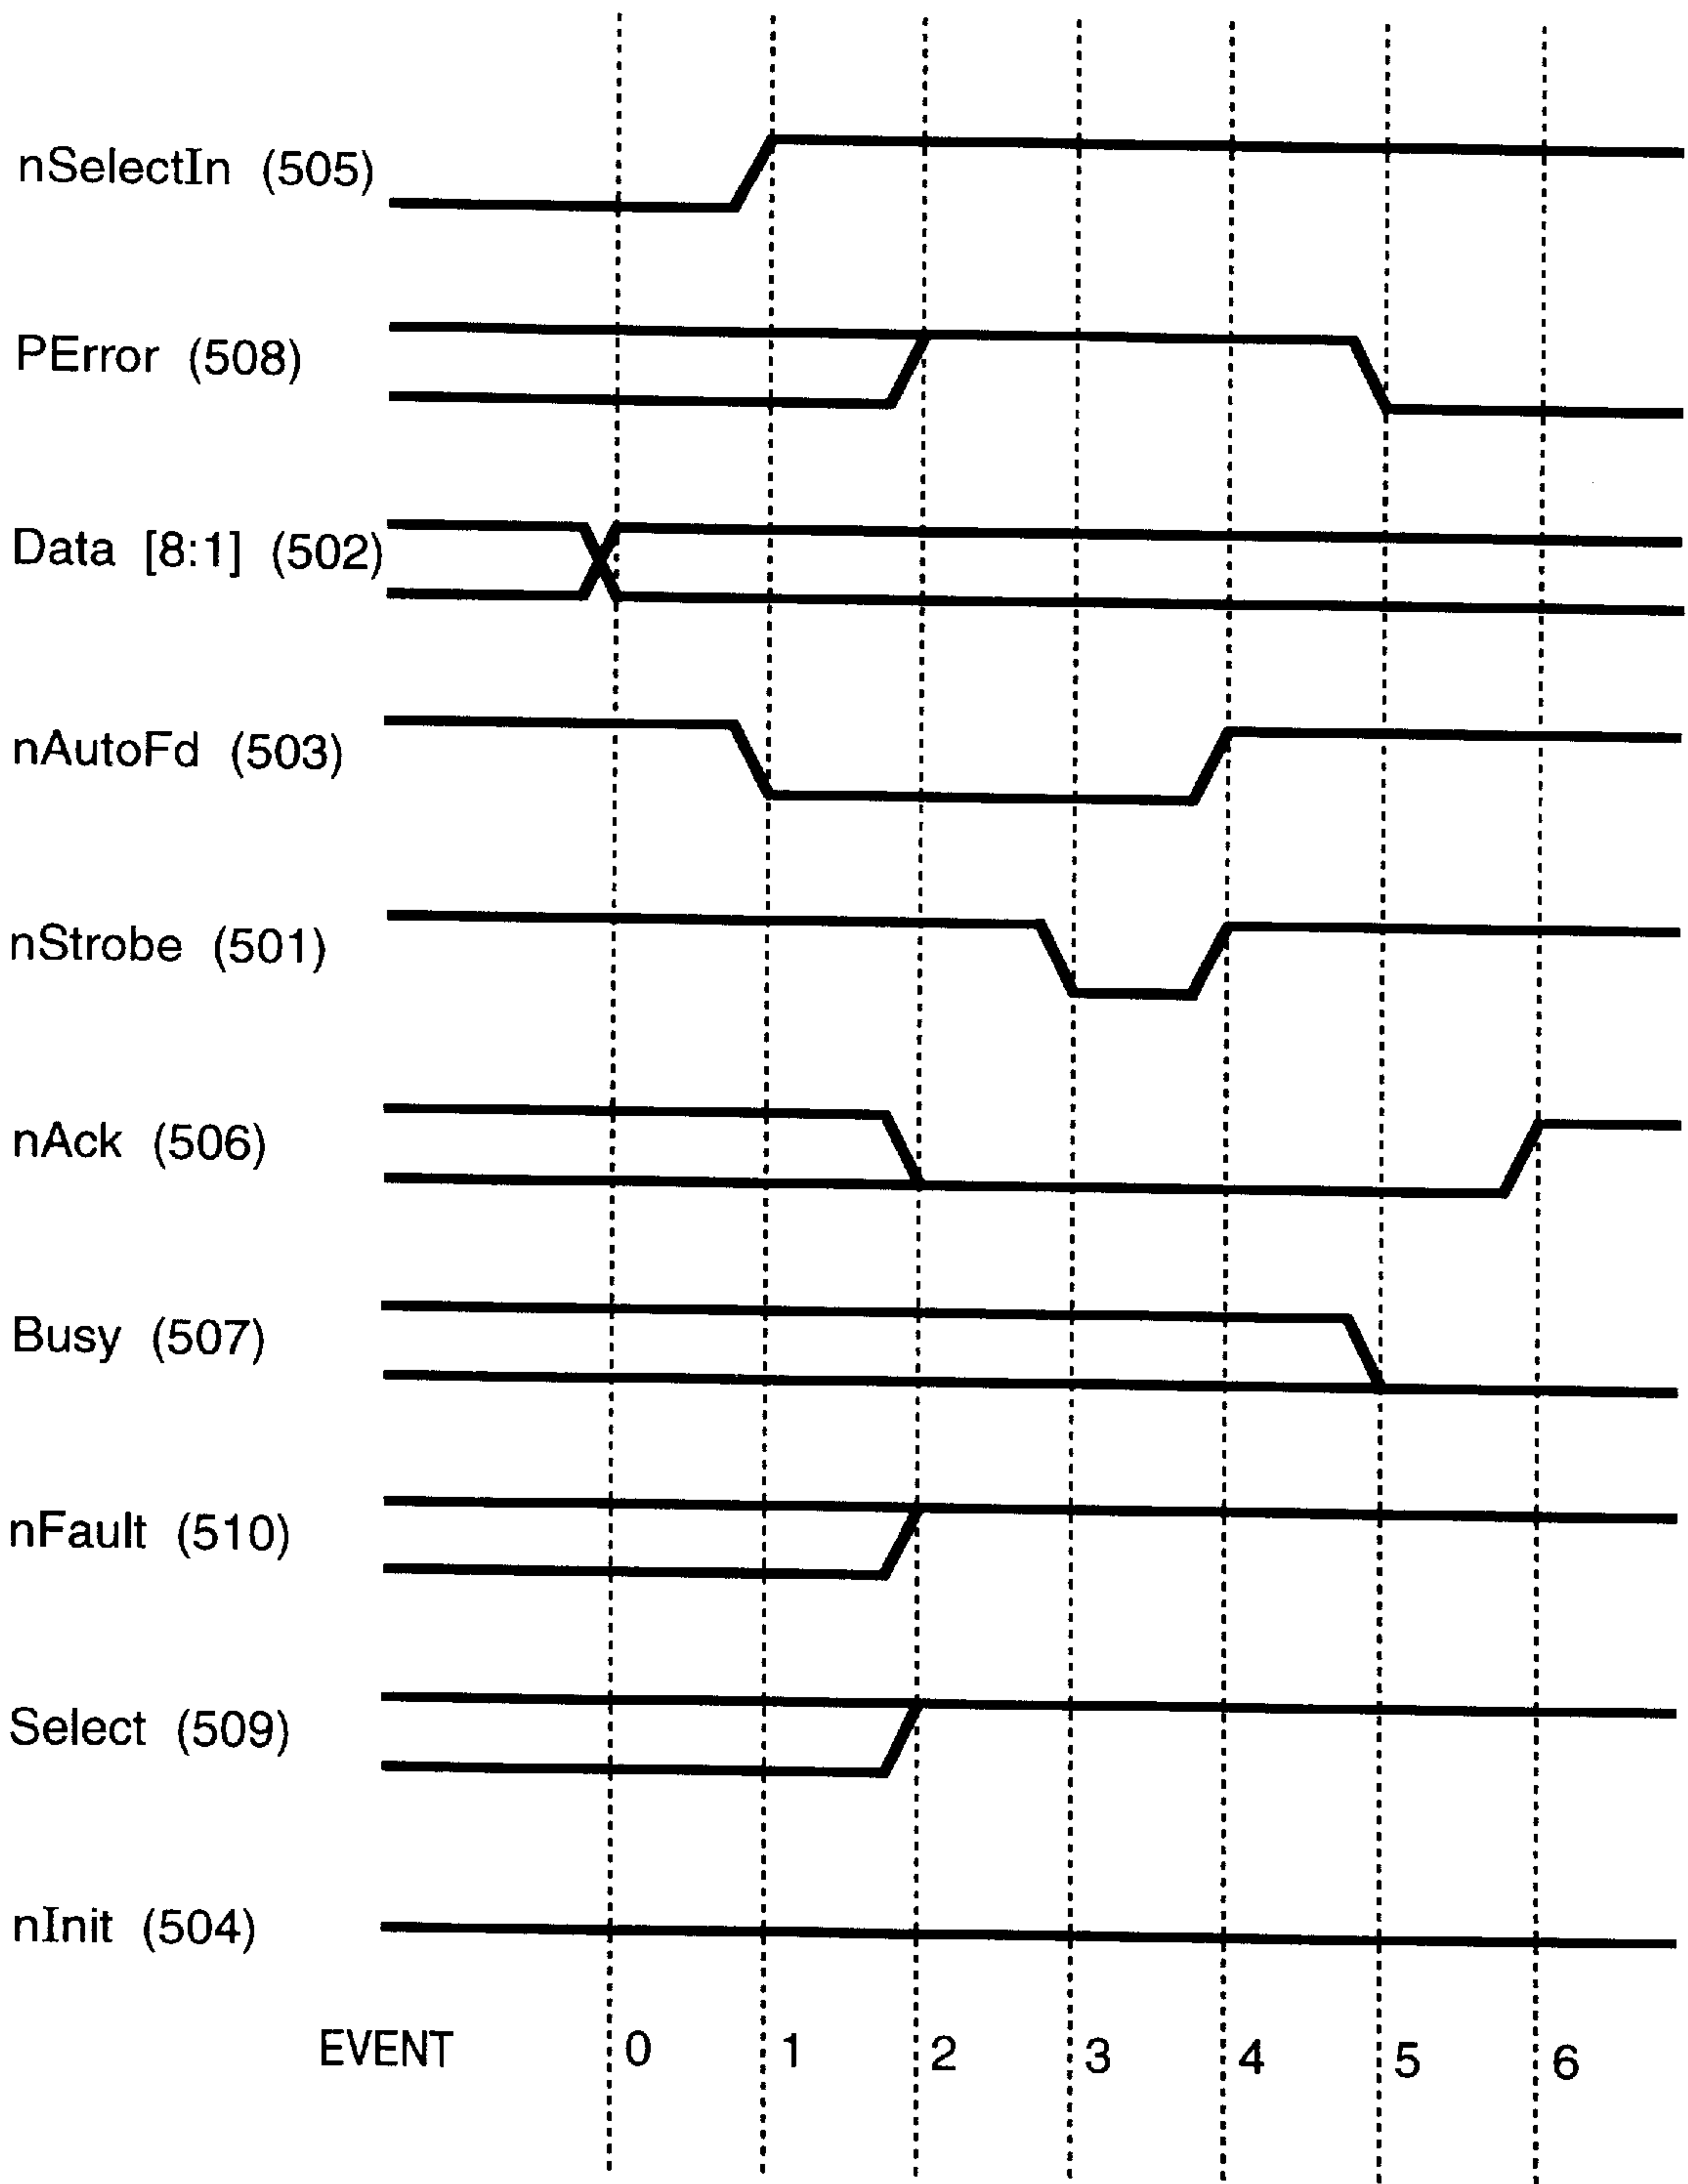 nSelectIn (505)
PError (508)
Data [8:1] (502)
nAutoFd (503)
nStrobe (501)
nAck (506)
Busy (507)
nFault (510)
Select (509)
nInit (504)
EVENT 0 1 2 3 4 5 6